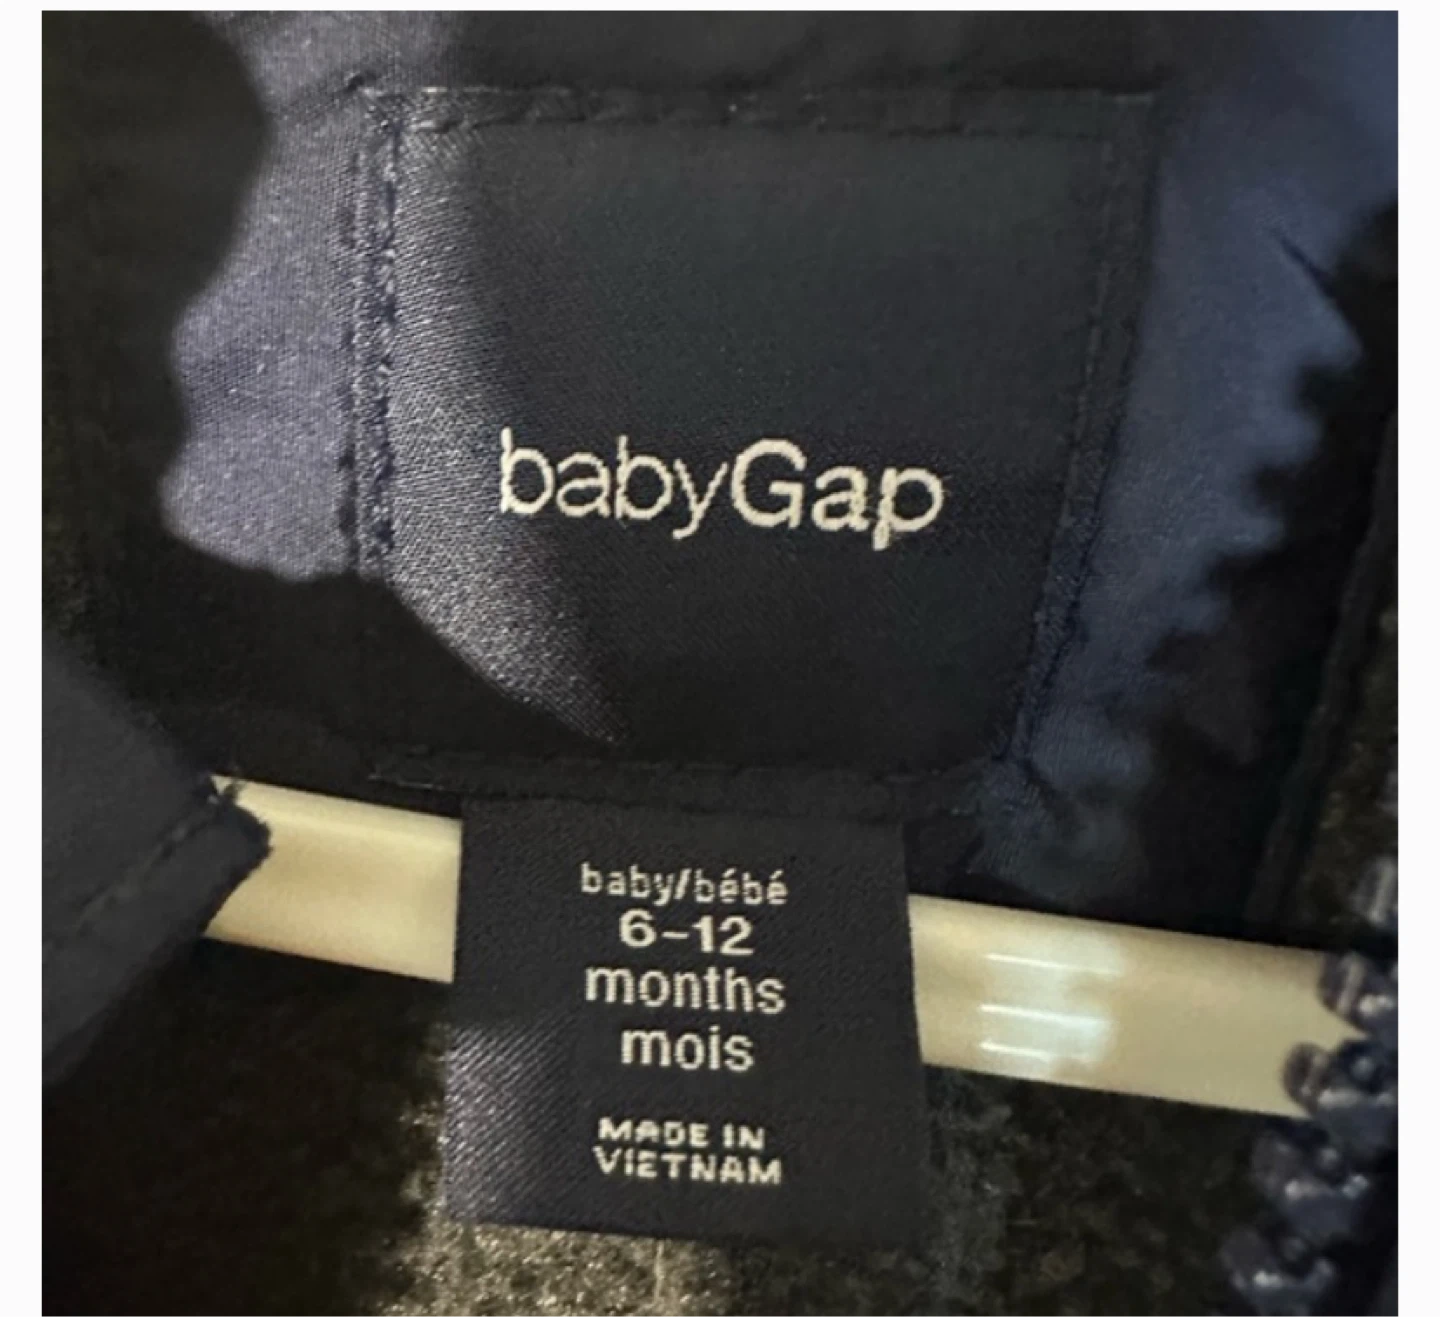 babyGap
baby/bébé
6-12
months
mois
MADE IN
VIETNAM